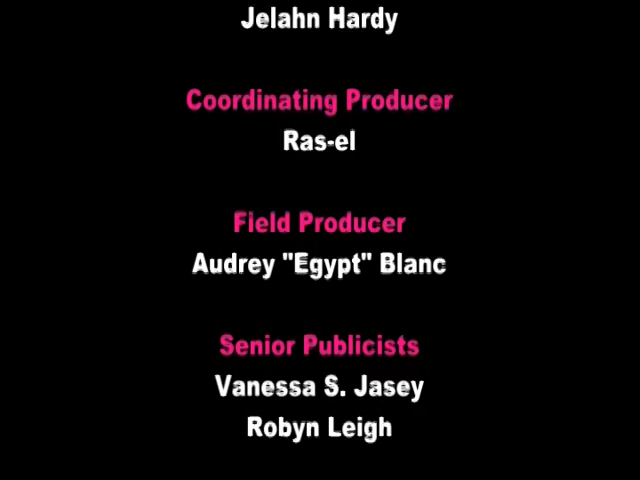 Jelahn Hardy
Coordinating Producer
Ras-el
Field Producer
Audrey "Egypt" Blanc
Senior Publicists
Vanessa S. Jasey
Robyn Leigh